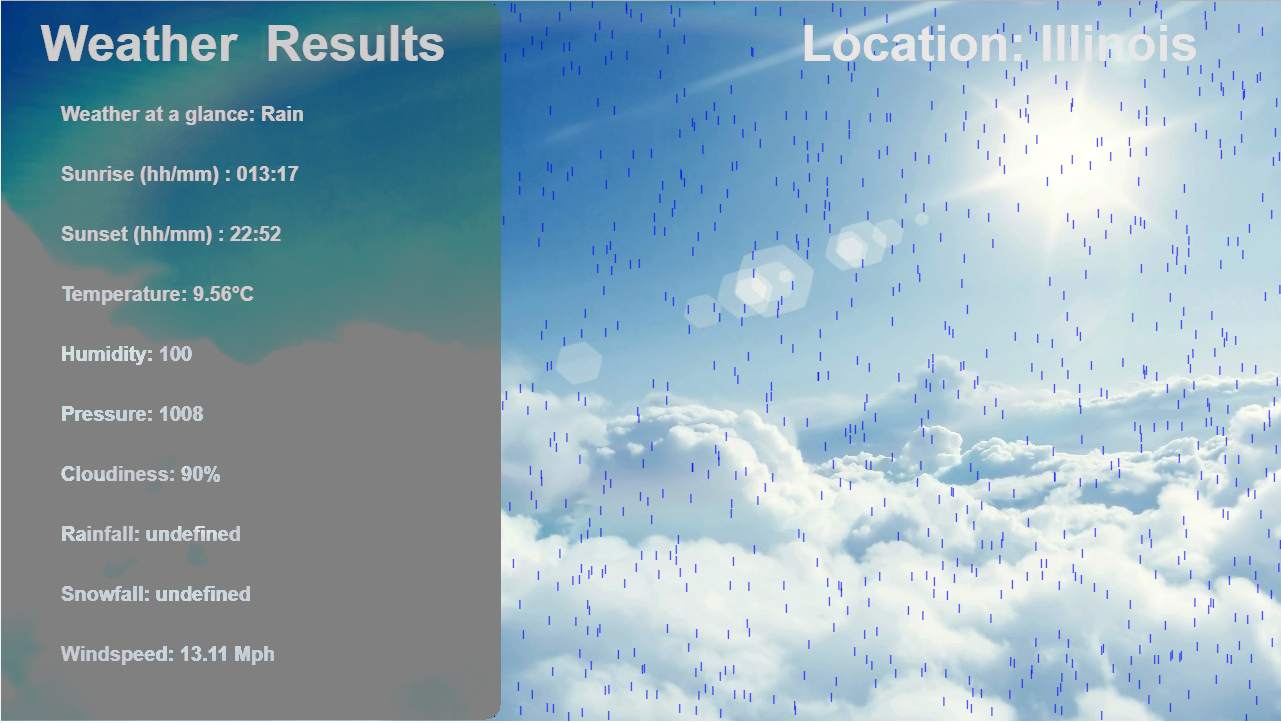 Weather Results
Location: Illinois
Weather at a glance: Rain
Sunrise (hh/mm) : 013:17
Sunset (hh/mm) : 22:52
Temperature: 9.56°C
Humidity: 100
Pressure: 1008
Cloudiness: 90%
Rainfall: undefined
Snowfall: undefined
Windspeed: 13.11 Mph